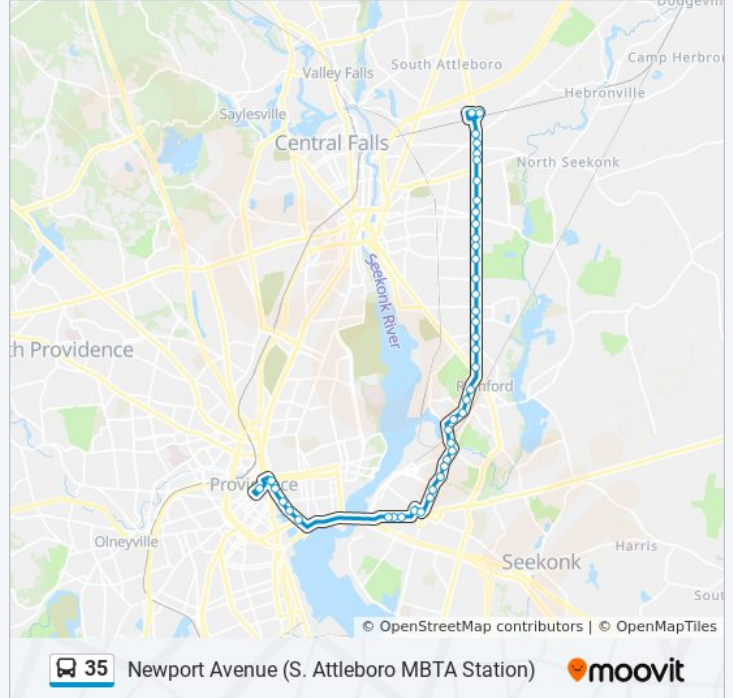 Dodgevill
Camp Herbro
South Attleboro
Valley Falls
Hebronville
Saylesville
Central Falls
North Seekonk
Seekonk River
th Providence
Rumford
Providence
Olneyville
Harris
Seekonk
Sout
© OpenStreetMap contributors | © OpenMapTiles
35 Newport Avenue (S. Attleboro MBTA Station) moovit